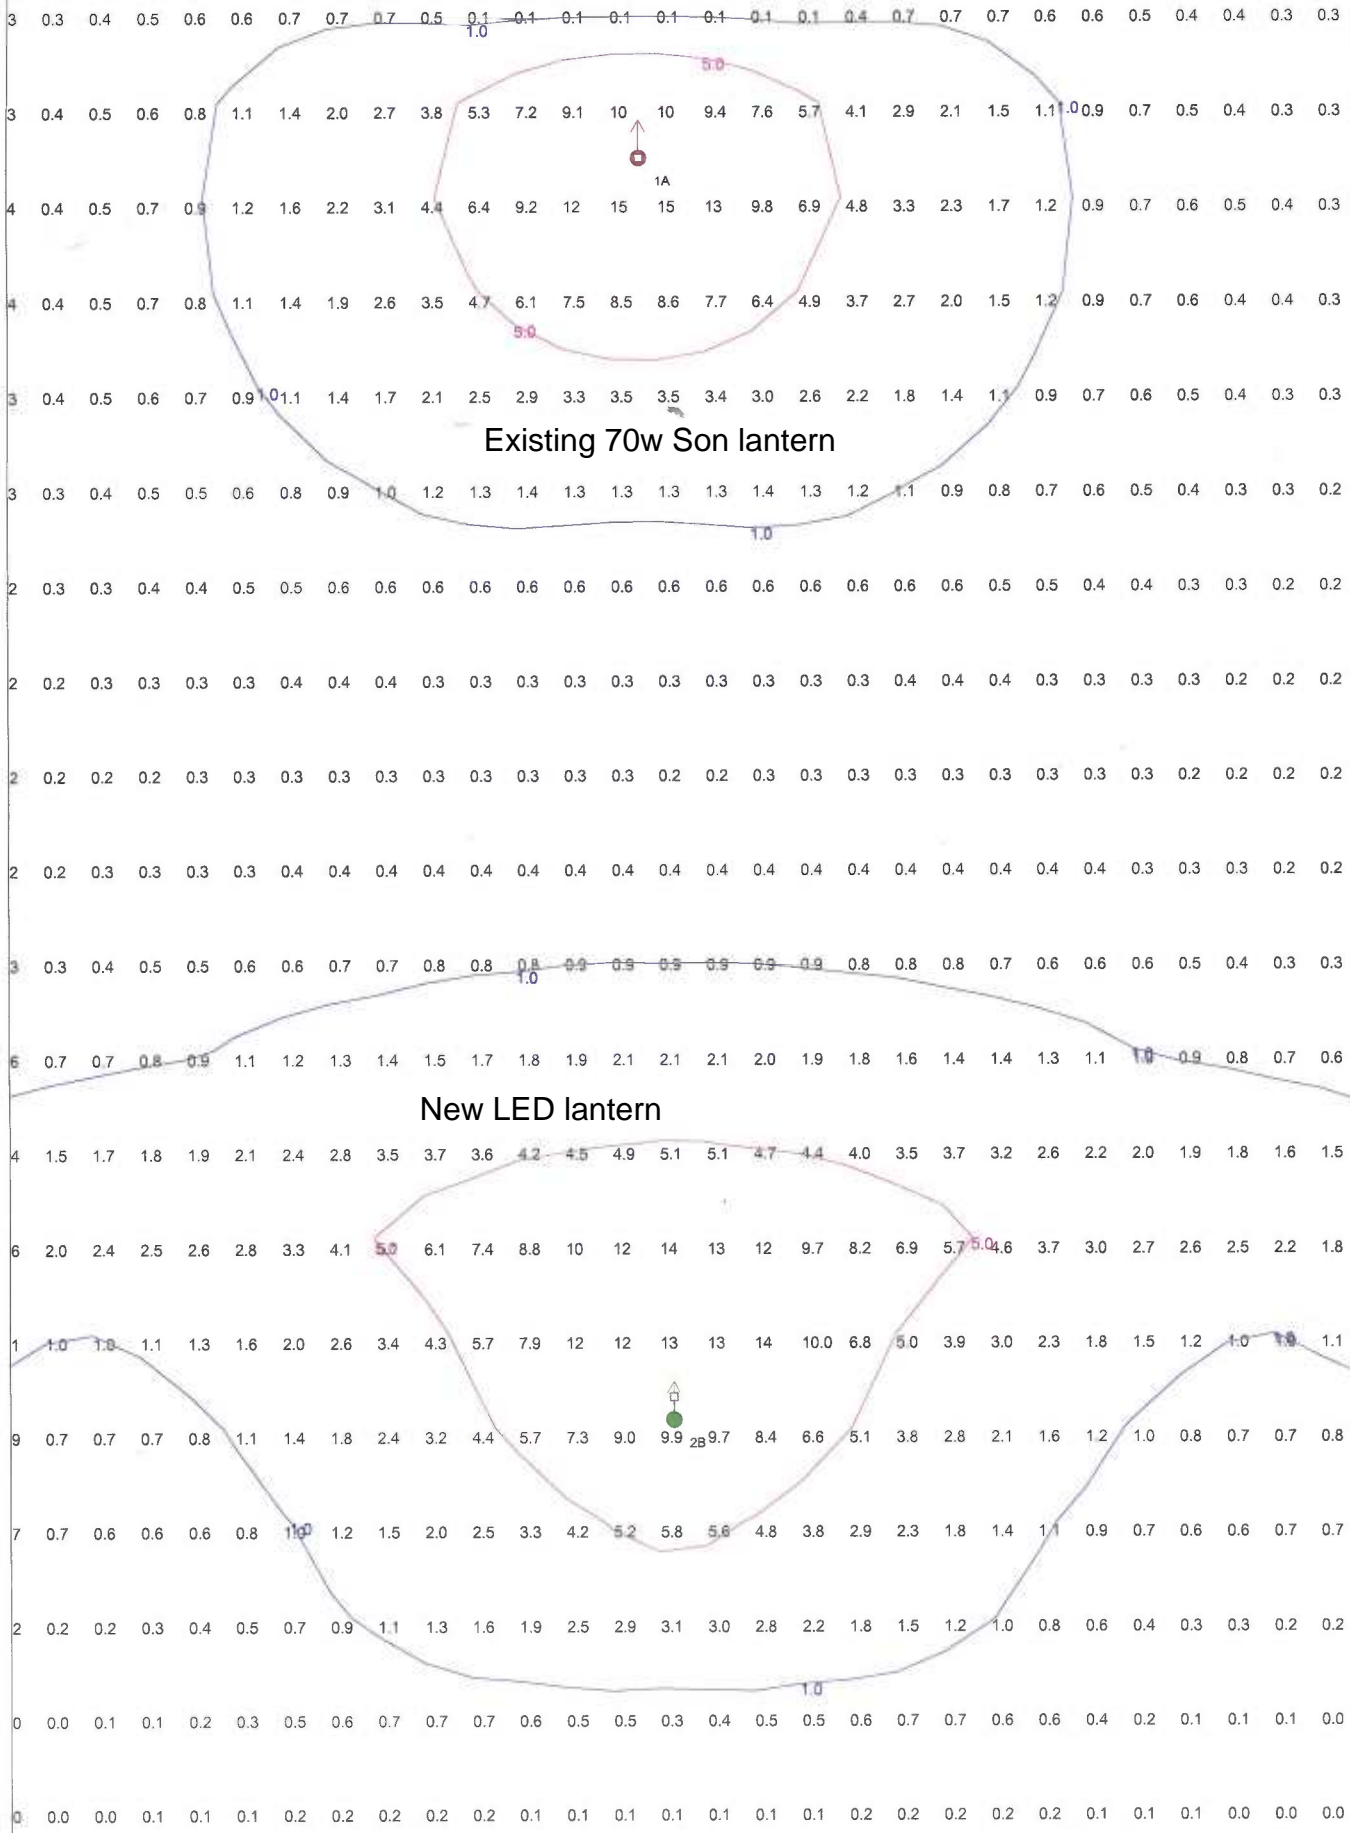 3 0.3 0.4 0.5 0.6 0.6 0.7 0.7 0.7 0.5 0.1 0.1 0.1 0.1 0.1 0.1 0.1 0.1 0.4 0.7 0.7 0.7 0.6 0.6 0.5 0.4 0.4 0.3 0.3
1.0
5.0
3 0.4 0.5 0.6 0.8 1.1 1.4 2.0 2.7 3.8 5.3 7.2 9.1 10 10 9.4 7.6 5.7 4.1 2.9 2.1 1.5 1.1 1.0 0.9 0.7 0.5 0.4 0.3 0.3
1A
4 0.4 0.5 0.7 0.9 1.2 1.6 2.2 3.1 4.4 6.4 9.2 12 15 15 13 9.8 6.9 4.8 3.3 2.3 1.7 1.2 0.9 0.7 0.6 0.5 0.4 0.3
4 0.4 0.5 0.7 0.8 1.1 1.4 1.9 2.6 3.5 4.7 6.1 7.5 8.5 8.6 7.7 6.4 4.9 3.7 2.7 2.0 1.5 1.2 0.9 0.7 0.6 0.4 0.4 0.3
5.0
3 0.4 0.5 0.6 0.7 0.9 1.0 1.1 1.4 1.7 2.1 2.5 2.9 3.3 3.5 3.5 3.4 3.0 2.6 2.2 1.8 1.4 1.1 0.9 0.7 0.6 0.5 0.4 0.3 0.3
Existing 70w Son lantern
3 0.3 0.4 0.5 0.5 0.6 0.8 0.9 1.0 1.2 1.3 1.4 1.3 1.3 1.3 1.3 1.4 1.3 1.2 1.1 0.9 0.8 0.7 0.6 0.5 0.4 0.3 0.3 0.2
1.0
2 0.3 0.3 0.4 0.4 0.5 0.5 0.6 0.6 0.6 0.6 0.6 0.6 0.6 0.6 0.6 0.6 0.6 0.6 0.6 0.6 0.5 0.5 0.4 0.4 0.3 0.3 0.2 0.2
2 0.2 0.3 0.3 0.3 0.3 0.4 0.4 0.4 0.3 0.3 0.3 0.3 0.3 0.3 0.3 0.3 0.3 0.3 0.4 0.4 0.4 0.3 0.3 0.3 0.3 0.2 0.2 0.2
2 0.2 0.2 0.2 0.3 0.3 0.3 0.3 0.3 0.3 0.3 0.3 0.3 0.3 0.2 0.2 0.3 0.3 0.3 0.3 0.3 0.3 0.3 0.3 0.3 0.2 0.2 0.2 0.2
2 0.2 0.3 0.3 0.3 0.3 0.4 0.4 0.4 0.4 0.4 0.4 0.4 0.4 0.4 0.4 0.4 0.4 0.4 0.4 0.4 0.4 0.4 0.4 0.3 0.3 0.3 0.2 0.2
3 0.3 0.4 0.5 0.5 0.6 0.6 0.7 0.7 0.8 0.8 0.8 0.9 0.9 0.9 0.9 0.9 0.9 0.8 0.8 0.8 0.7 0.6 0.6 0.6 0.5 0.4 0.3 0.3
1.0
6 0.7 0.7 0.8 0.9 1.1 1.2 1.3 1.4 1.5 1.7 1.8 1.9 2.1 2.1 2.1 2.0 1.9 1.8 1.6 1.4 1.4 1.3 1.1 1.0 0.9 0.8 0.7 0.6
New LED lantern
4 1.5 1.7 1.8 1.9 2.1 2.4 2.8 3.5 3.7 3.6 4.2 4.5 4.9 5.1 5.1 4.7 4.4 4.0 3.5 3.7 3.2 2.6 2.2 2.0 1.9 1.8 1.6 1.5
6 2.0 2.4 2.5 2.6 2.8 3.3 4.1 5.0 6.1 7.4 8.8 10 12 14 13 12 9.7 8.2 6.9 5.7 5.0 4.6 3.7 3.0 2.7 2.6 2.5 2.2 1.8
1 1.0 1.0 1.1 1.3 1.6 2.0 2.6 3.4 4.3 5.7 7.9 12 12 13 13 14 10.0 6.8 5.0 3.9 3.0 2.3 1.8 1.5 1.2 1.0 1.0 1.1
9 0.7 0.7 0.7 0.8 1.1 1.4 1.8 2.4 3.2 4.4 5.7 7.3 9.0 9.9 2B 9.7 8.4 6.6 5.1 3.8 2.8 2.1 1.6 1.2 1.0 0.8 0.7 0.7 0.8
7 0.7 0.6 0.6 0.6 0.8 1.0 1.2 1.5 2.0 2.5 3.3 4.2 5.2 5.8 5.6 4.8 3.8 2.9 2.3 1.8 1.4 1.1 0.9 0.7 0.6 0.6 0.7 0.7
2 0.2 0.2 0.3 0.4 0.5 0.7 0.9 1.1 1.3 1.6 1.9 2.5 2.9 3.1 3.0 2.8 2.2 1.8 1.5 1.2 1.0 0.8 0.6 0.4 0.3 0.3 0.2 0.2
1.0
0 0.0 0.1 0.1 0.2 0.3 0.5 0.6 0.7 0.7 0.7 0.6 0.5 0.5 0.3 0.4 0.5 0.5 0.6 0.7 0.7 0.6 0.6 0.4 0.2 0.1 0.1 0.1 0.0
0 0.0 0.0 0.1 0.1 0.1 0.2 0.2 0.2 0.2 0.2 0.1 0.1 0.1 0.1 0.1 0.1 0.1 0.2 0.2 0.2 0.2 0.2 0.1 0.1 0.1 0.0 0.0 0.0